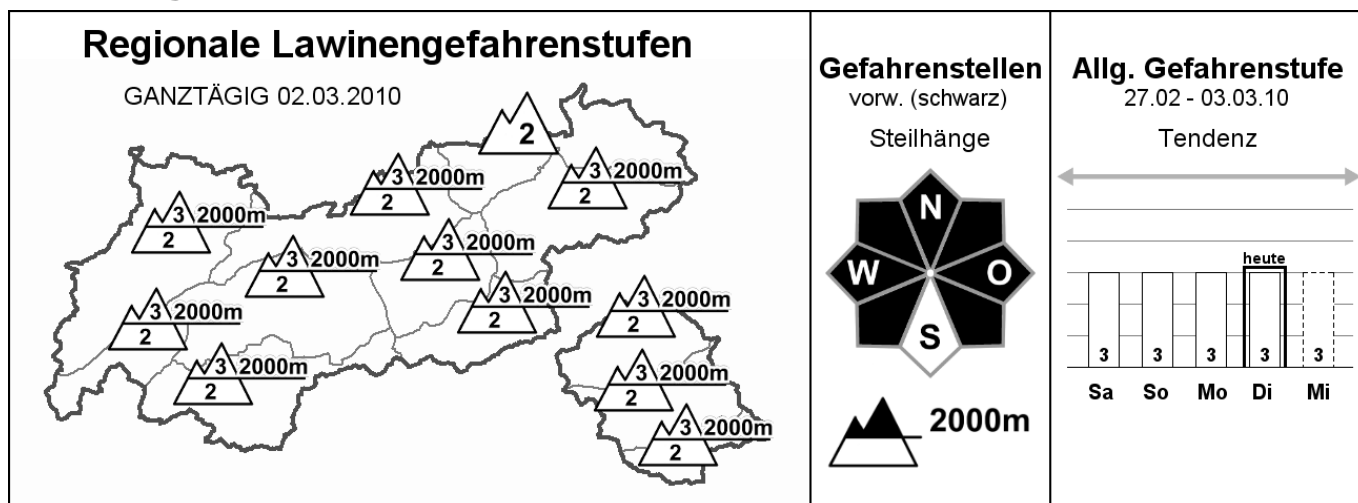 Regionale Lawinengefahrenstufen
GANZTÄGIG 02.03.2010
2
3 2000m
2
3 2000m
2
3 2000m
2
3 2000m
2
3 2000m
2
3 2000m
2
3 2000m
2
3 2000m
2
3 2000m
2
3 2000m
2
3 2000m
2
Gefahrenstellen
vorw. (schwarz)
Steilhänge
N
W O
S
2000m
Allg. Gefahrenstufe
27.02 - 03.03.10
Tendenz
heute
3 3 3 3 3
Sa So Mo Di Mi